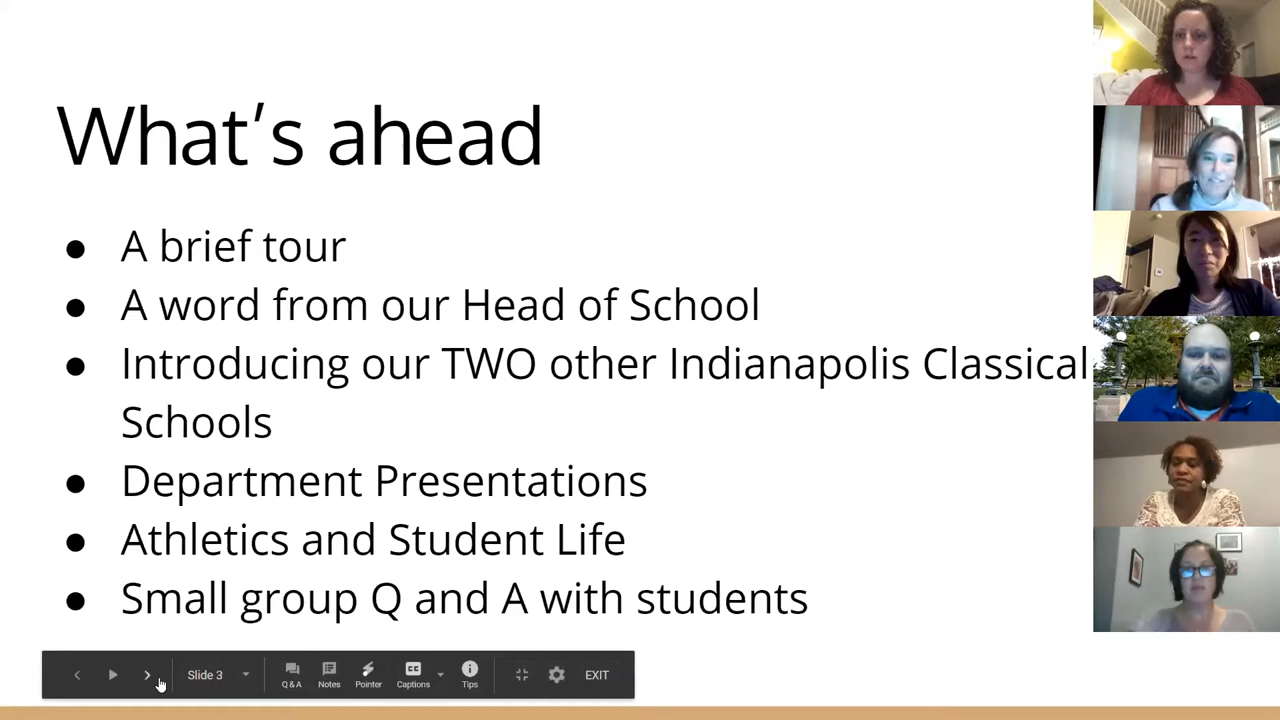 What's ahead
● A brief tour
● A word from our Head of School
● Introducing our TWO other Indianapolis Classical
Schools
● Department Presentations
● Athletics and Student Life
● Small group Q and A with students
Slide 3
Q & A
Notes
Pointer
CC
Captions
Tips
EXIT